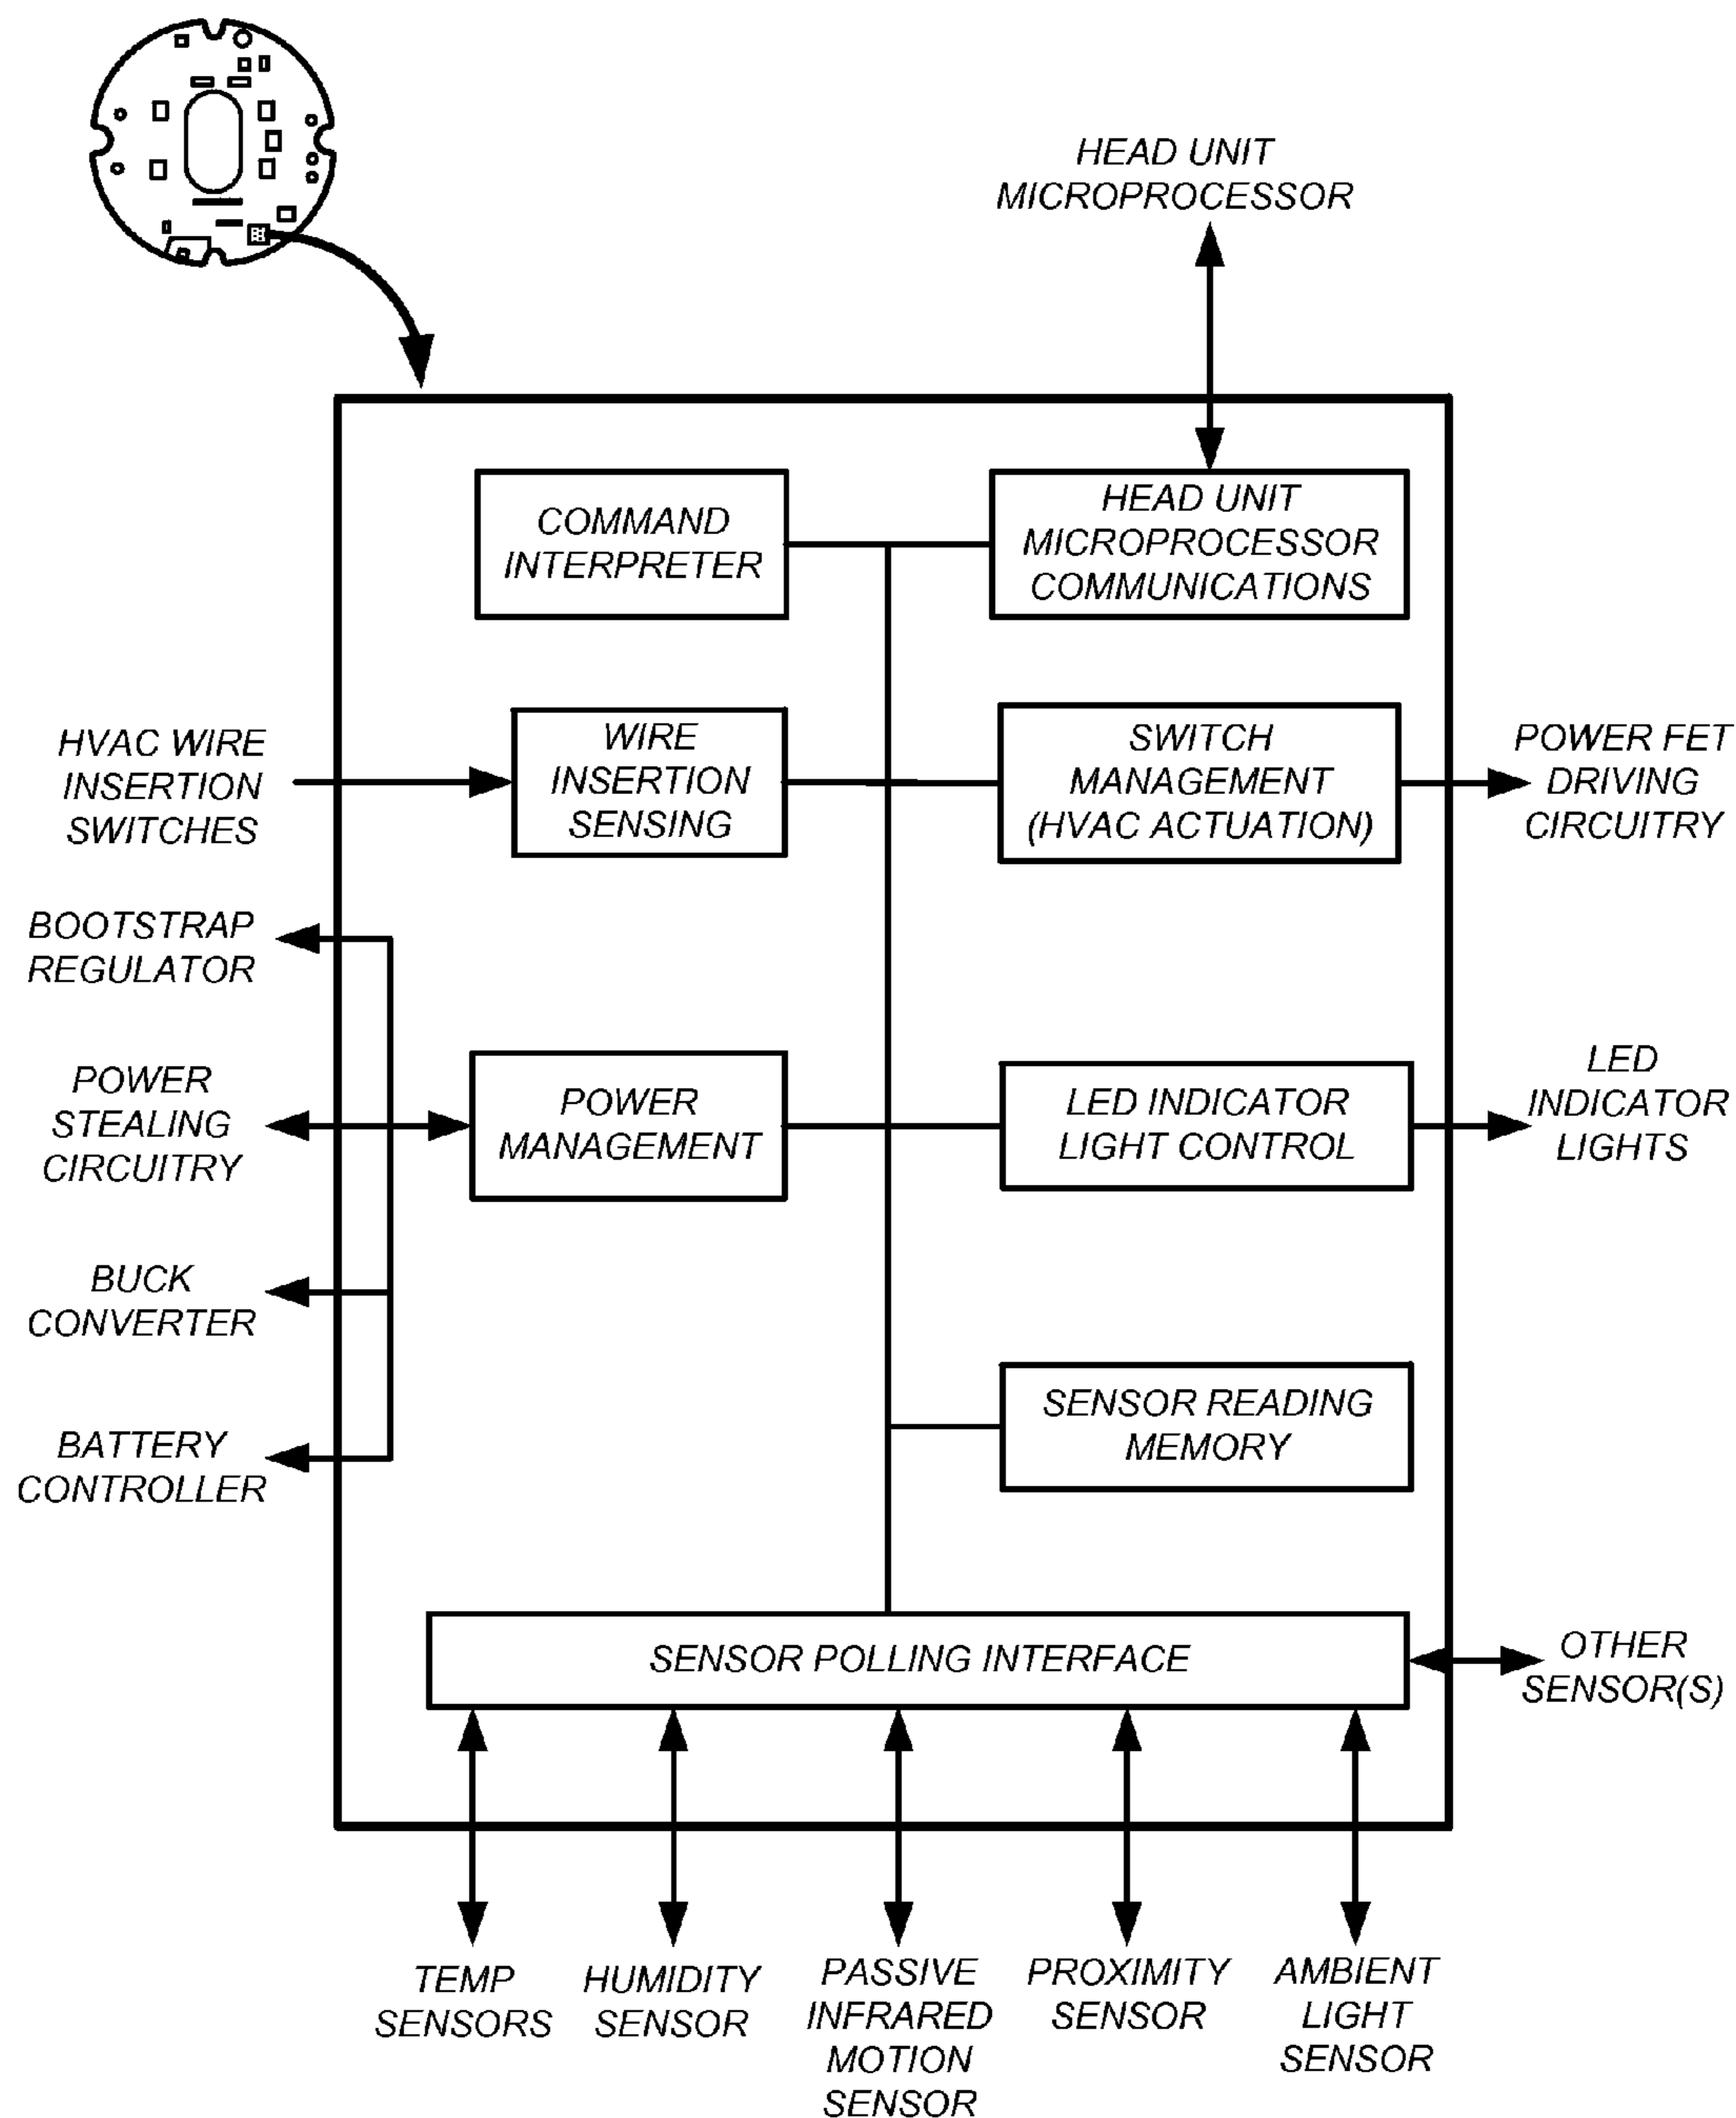 HEAD UNIT
MICROPROCESSOR
COMMAND
INTERPRETER
HEAD UNIT
MICROPROCESSOR
COMMUNICATIONS
HVAC WIRE
INSERTION
SWITCHES
WIRE
INSERTION
SENSING
SWITCH
MANAGEMENT
(HVAC ACTUATION)
POWER FET
DRIVING
CIRCUITRY
BOOTSTRAP
REGULATOR
POWER
STEALING
CIRCUITRY
POWER
MANAGEMENT
LED INDICATOR
LIGHT CONTROL
LED
INDICATOR
LIGHTS
BUCK
CONVERTER
BATTERY
CONTROLLER
SENSOR READING
MEMORY
SENSOR POLLING INTERFACE
OTHER
SENSOR(S)
TEMP
SENSORS
HUMIDITY
SENSOR
PASSIVE
INFRARED
MOTION
SENSOR
PROXIMITY
SENSOR
AMBIENT
LIGHT
SENSOR